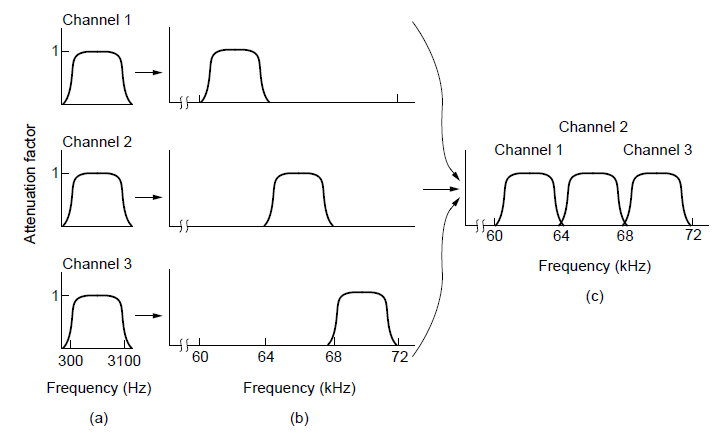 Channel 1
1
Channel 2
1
Attenuation factor
Channel 3
1
300 3100
Frequency (Hz)
(a)
60 64 68 72
Frequency (kHz)
(b)
Channel 2
Channel 1 Channel 3
60 64 68 72
Frequency (kHz)
(c)